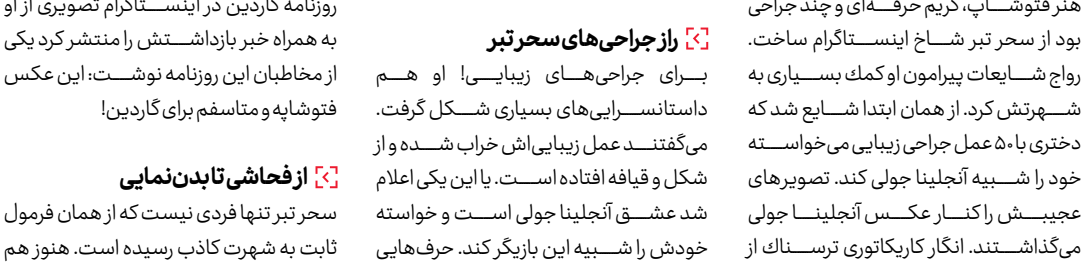 هنر فتوشاپ، کریم حرفه‌ای و چند جراحی
بود از سحر تبر شاخ اینستاگرام ساخت.
رواج شایعات پیرامون او کمك بسیاری به
شهرتش کرد. از همان ابتدا شایع شد که
دختری با ۵۰ عمل جراحی زیبایی می‌خواسته
خود را شبیه آنجلینا جولی کند. تصویرهای
عجیبش را کنار عکس آنجلینا جولی
می‌گذاشتند. انگار کاریکاتوری ترسناك از
راز جراحی‌های سحر تبر
برای جراحی‌های زیبایی! او هم
داستانسرایی‌های بسیاری شکل گرفت.
می‌گفتند عمل زیبایی‌اش خراب شده و از
شکل و قیافه افتاده است. یا این یکی اعلام
شد عشق آنجلینا جولی است و خواسته
خودش را شبیه این بازیگر کند. حرف‌هایی
روزنامه گاردین در اینستاگرام تصویری از او
به همراه خبر بازداشتش را منتشر کرد یکی
از مخاطبان این روزنامه نوشت: این عکس
فتوشاپه و متاسفم برای گاردین!
از فحاشی تا بدن‌نمایی
سحر تبر تنها فردی نیست که از همان فرمول
ثابت به شهرت کاذب رسیده است. هنوز هم